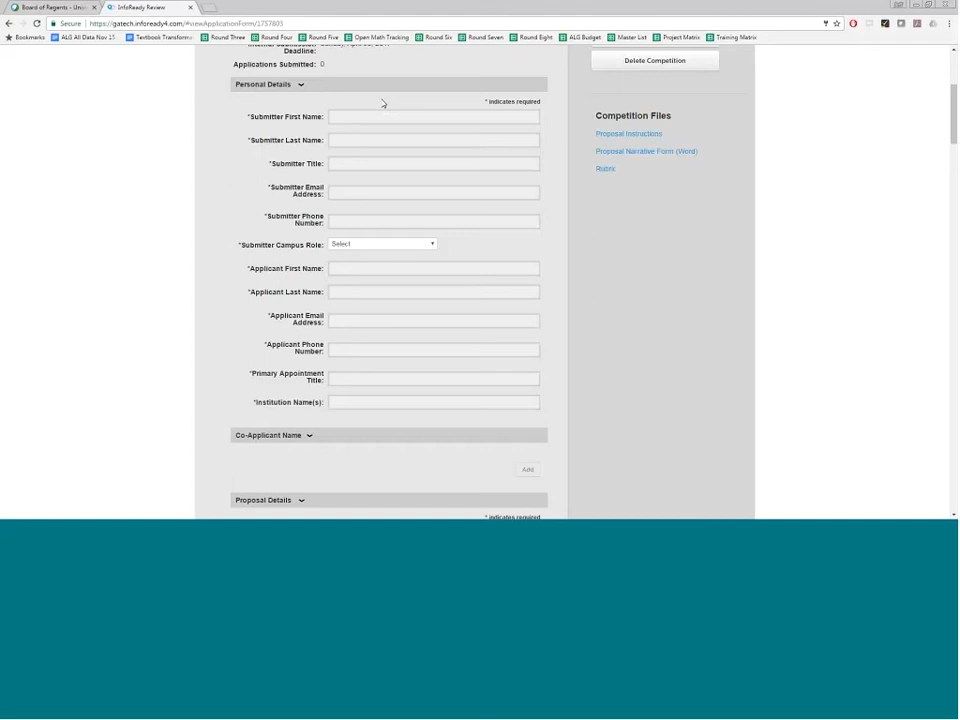 Board of Regents - Univ
InfoReady Review
Secure https://gatech.infoready4.com/#viewApplicationForm/1757803
Bookmarks ALG All Data Nov 15 Textbook Transform Round Three Round Four Round Five Open Math Tracking Round Six Round Seven Round Eight ALG Budget Master List Project Matrix Training Matrix
Deadline:
Applications Submitted: 0
Personal Details
* indicates required
*Submitter First Name:
*Submitter Last Name:
*Submitter Title:
*Submitter Email
Address:
*Submitter Phone
Number:
*Submitter Campus Role: Select
*Applicant First Name:
*Applicant Last Name:
*Applicant Email
Address:
*Applicant Phone
Number:
*Primary Appointment
Title:
*Institution Name(s):
Co-Applicant Name
Add
Proposal Details
* indicates required
Delete Competition
Competition Files
Proposal Instructions
Proposal Narrative Form (Word)
Rubric